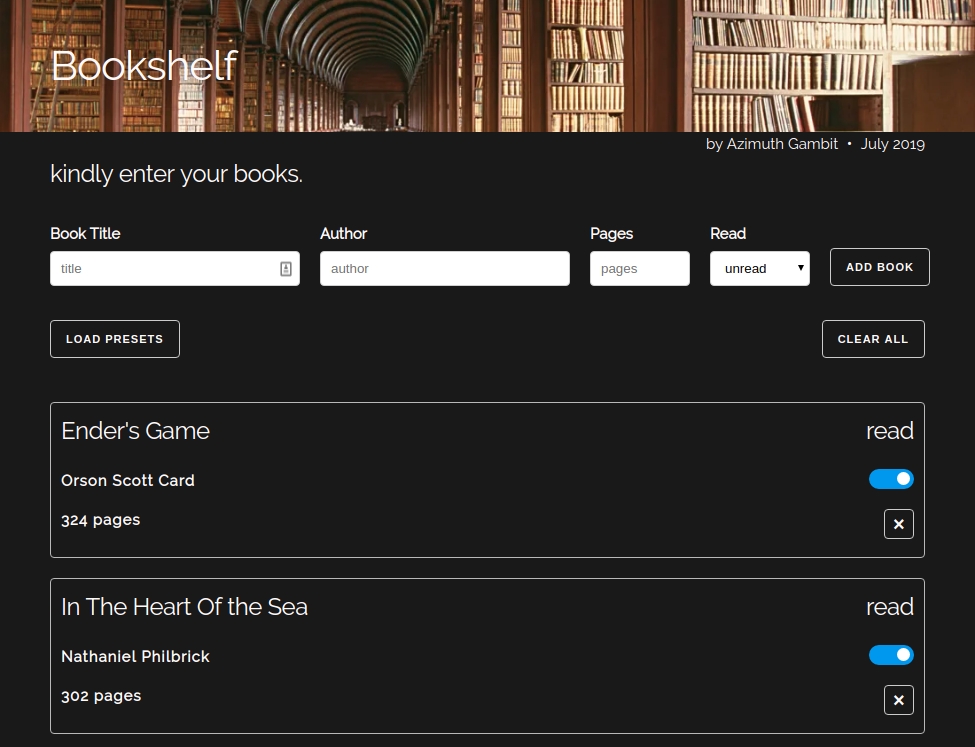 Bookshelf
by Azimuth Gambit • July 2019
kindly enter your books.
Book Title Author Pages Read
title author pages unread ADD BOOK
LOAD PRESETS CLEAR ALL
Ender's Game read
Orson Scott Card
324 pages
In The Heart Of the Sea read
Nathaniel Philbrick
302 pages